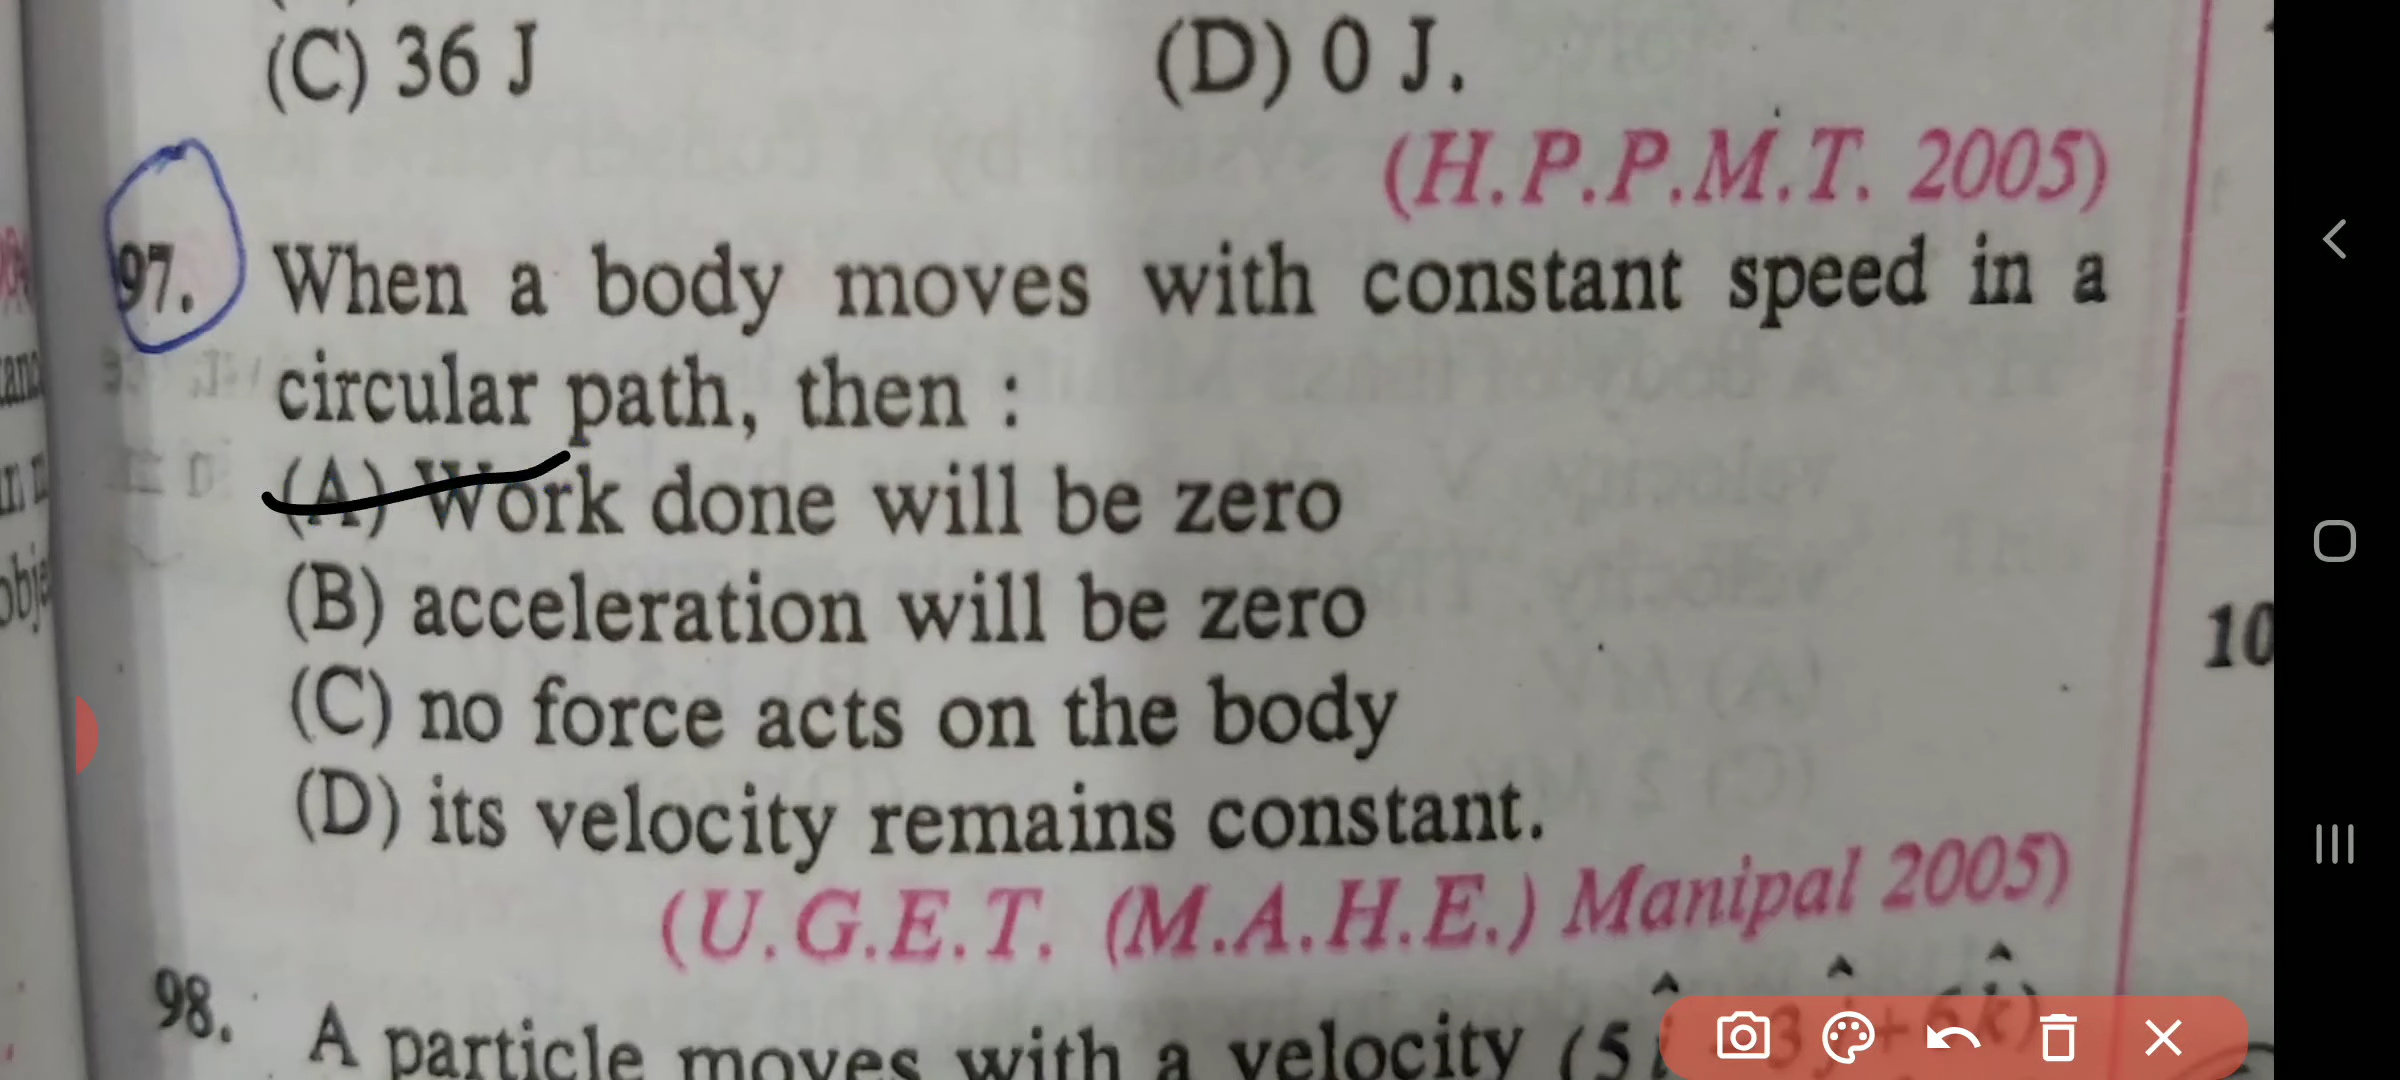 (C) 36 J (D) 0 J.
(H.P.P.M.T. 2005)
97. When a body moves with constant speed in a
circular path, then :
(A) Work done will be zero
(B) acceleration will be zero
10
(C) no force acts on the body
(D) its velocity remains constant.
(U.G.E.T. (M.A.H.E.) Manipal 2005)
98. A particle moves with a velocity (5